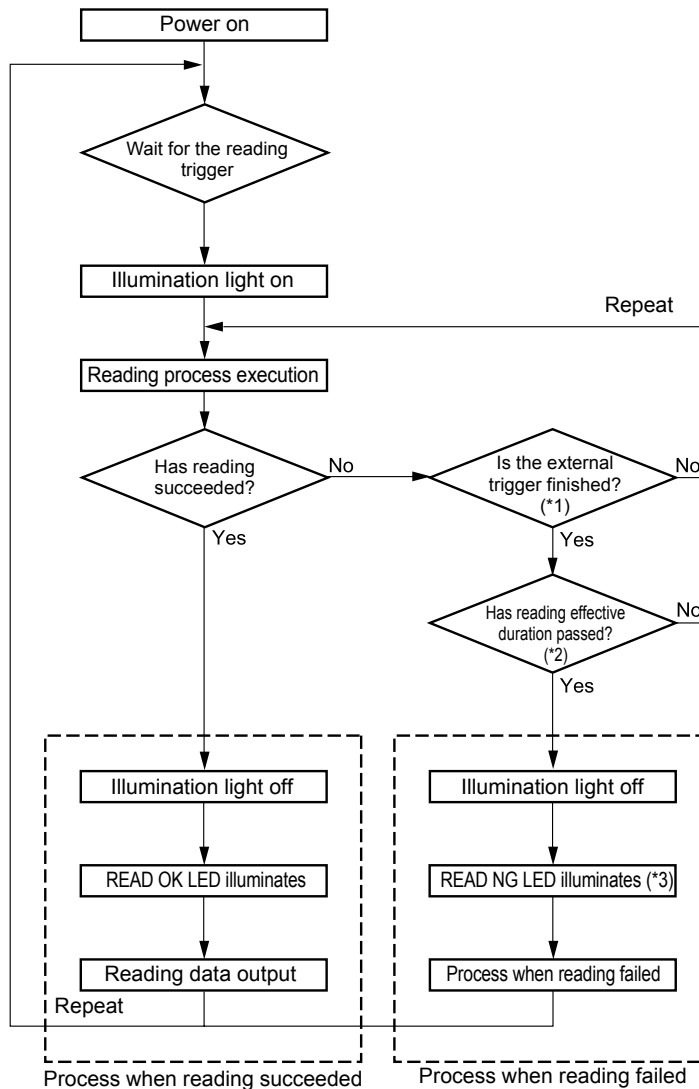 Power on
Wait for the reading
trigger
Illumination light on
Repeat
Reading process execution
Has reading
succeeded?
No
Yes
Is the external
trigger finished?
(*1)
No
Yes
Has reading effective
duration passed?
(*2)
No
Yes
Illumination light off
READ OK LED illuminates
Reading data output
Repeat
Process when reading succeeded
Illumination light off
READ NG LED illuminates (*3)
Process when reading failed
Process when reading failed